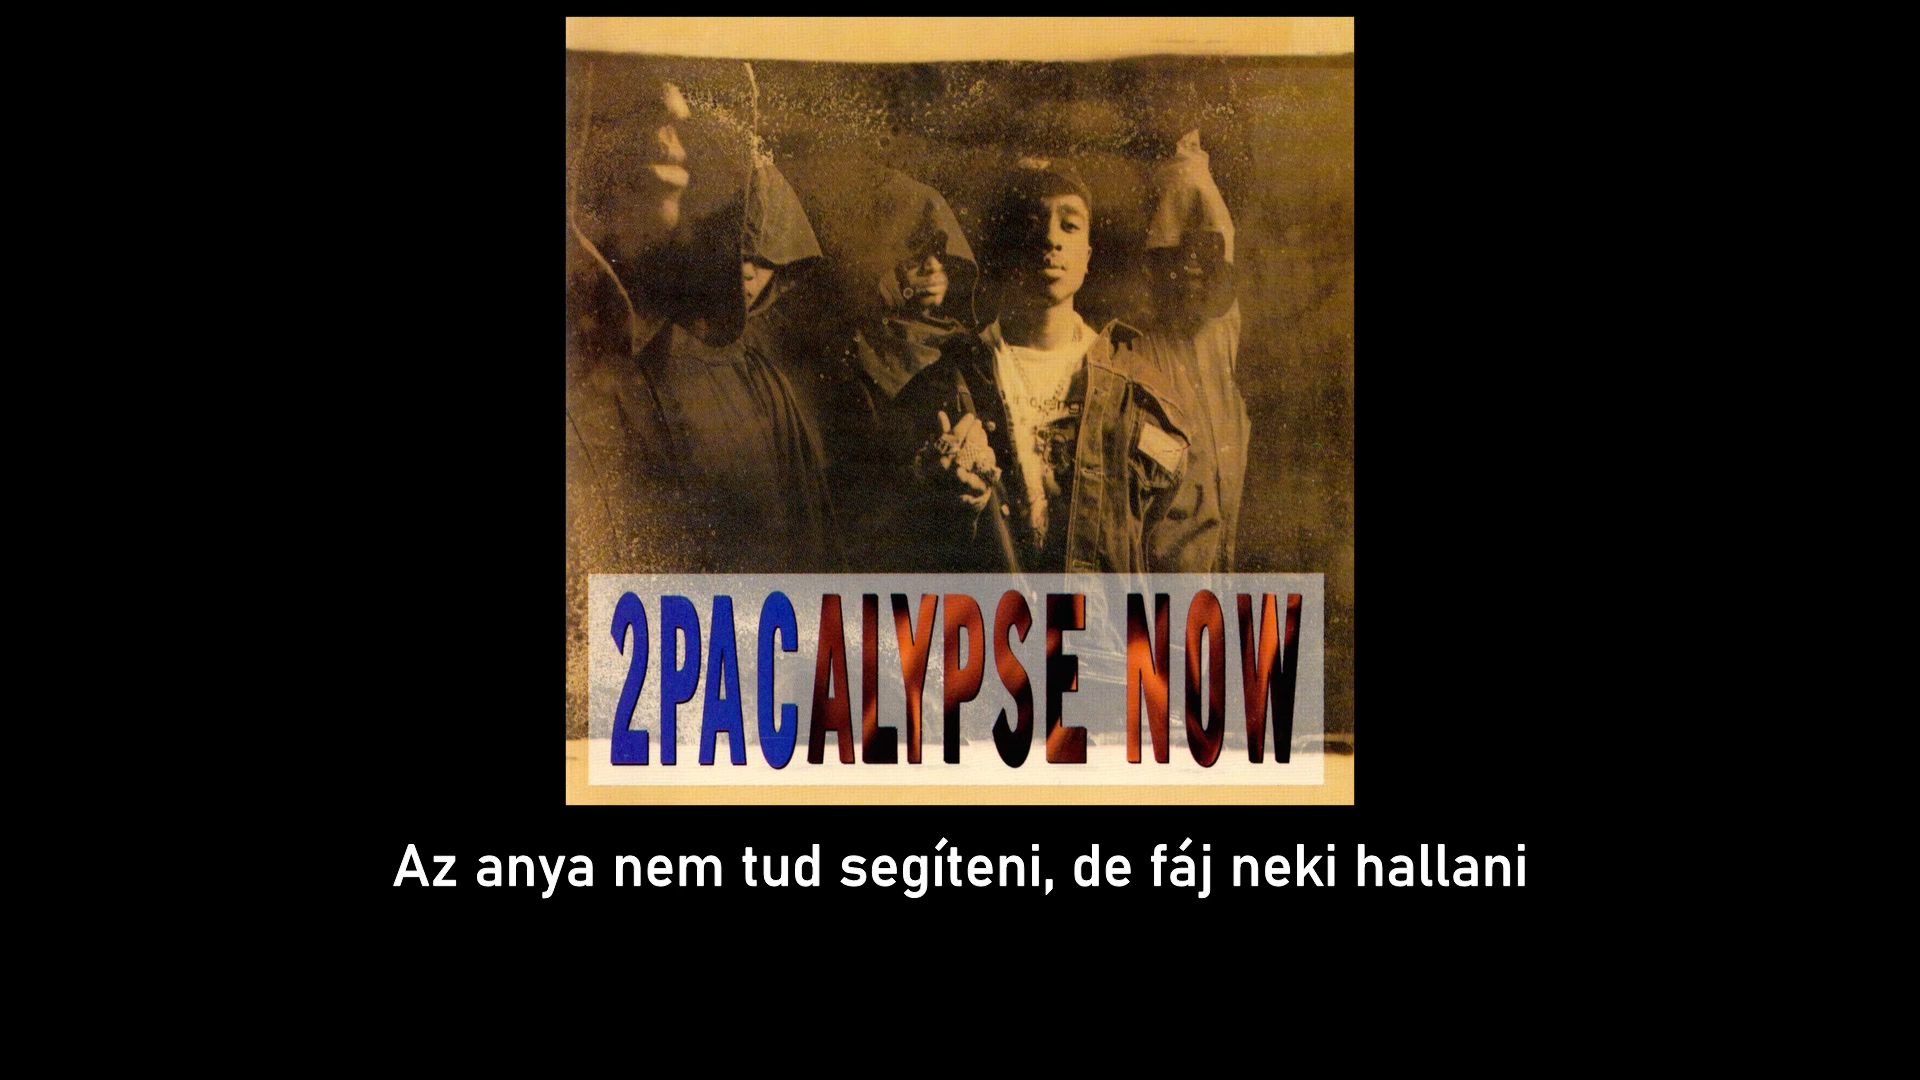 2PACALYPSE NOW
Az anya nem tud segíteni, de fáj neki hallani